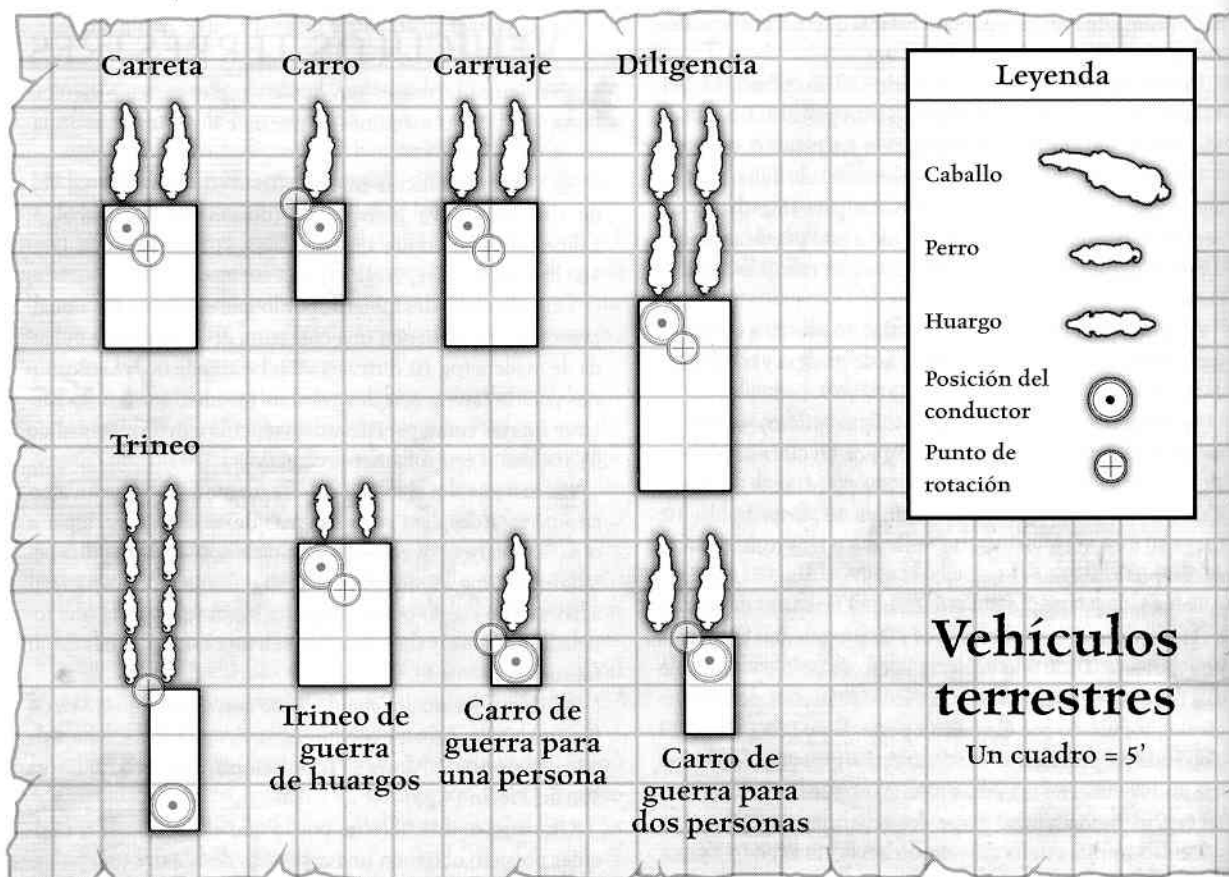 Carreta
Carro
Carruaje
Diligencia
Leyenda
Caballo
Perro
Huargo
Posición del
conductor
Punto de
rotación
Trineo
Trineo de
guerra
de huargos
Carro de
guerra para
una persona
Carro de
guerra para
dos personas
Vehículos
terrestres
Un cuadro = 5’